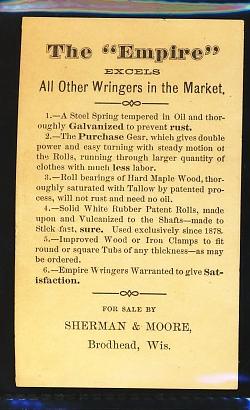 The "Empire"
EXCELS
All Other Wringers in the Market,
1.—A Steel Spring tempered in Oil and thor-
oughly Galvanized to prevent rust.
2.—The Purchase Gear, which gives double
power and easy turning with steady motion of
the Rolls, running through larger quantity of
clothes with much less labor.
3.—Roll bearings of Hard Maple Wood, thor-
oughly saturated with Tallow by patented pro-
cess, will not rust and need no oil.
4.—Solid White Rubber Patent Rolls, made
upon and Vulcanized to the Shafts—made to
Stick fast, sure. Used exclusively since 1878.
5.—Improved Wood or Iron Clamps to fit
round or square Tubs of any thickness—as may
be ordered.
6.—Empire Wringers Warranted to give Sat-
isfaction.
FOR SALE BY
SHERMAN & MOORE,
Brodhead, Wis.